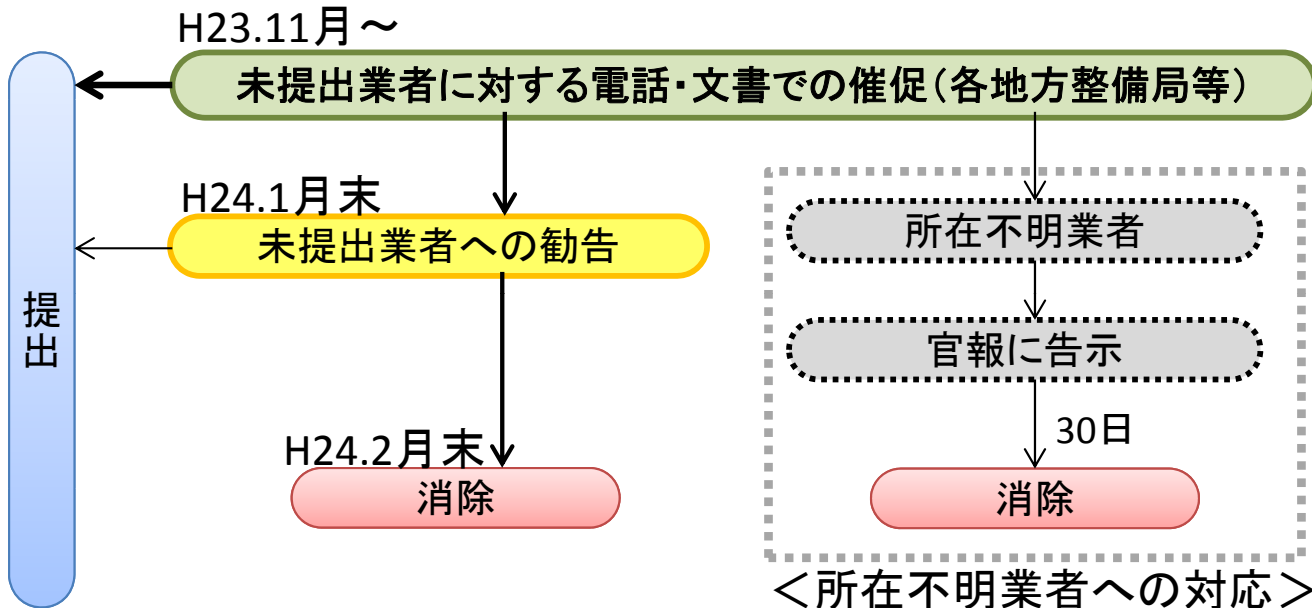 H23.11月~
未提出業者に対する電話・文書での催促(各地方整備局等)
H24.1月末
未提出業者への勧告
提出
H24.2月末
消除
所在不明業者
官報に告示
30日
消除
<所在不明業者への対応>